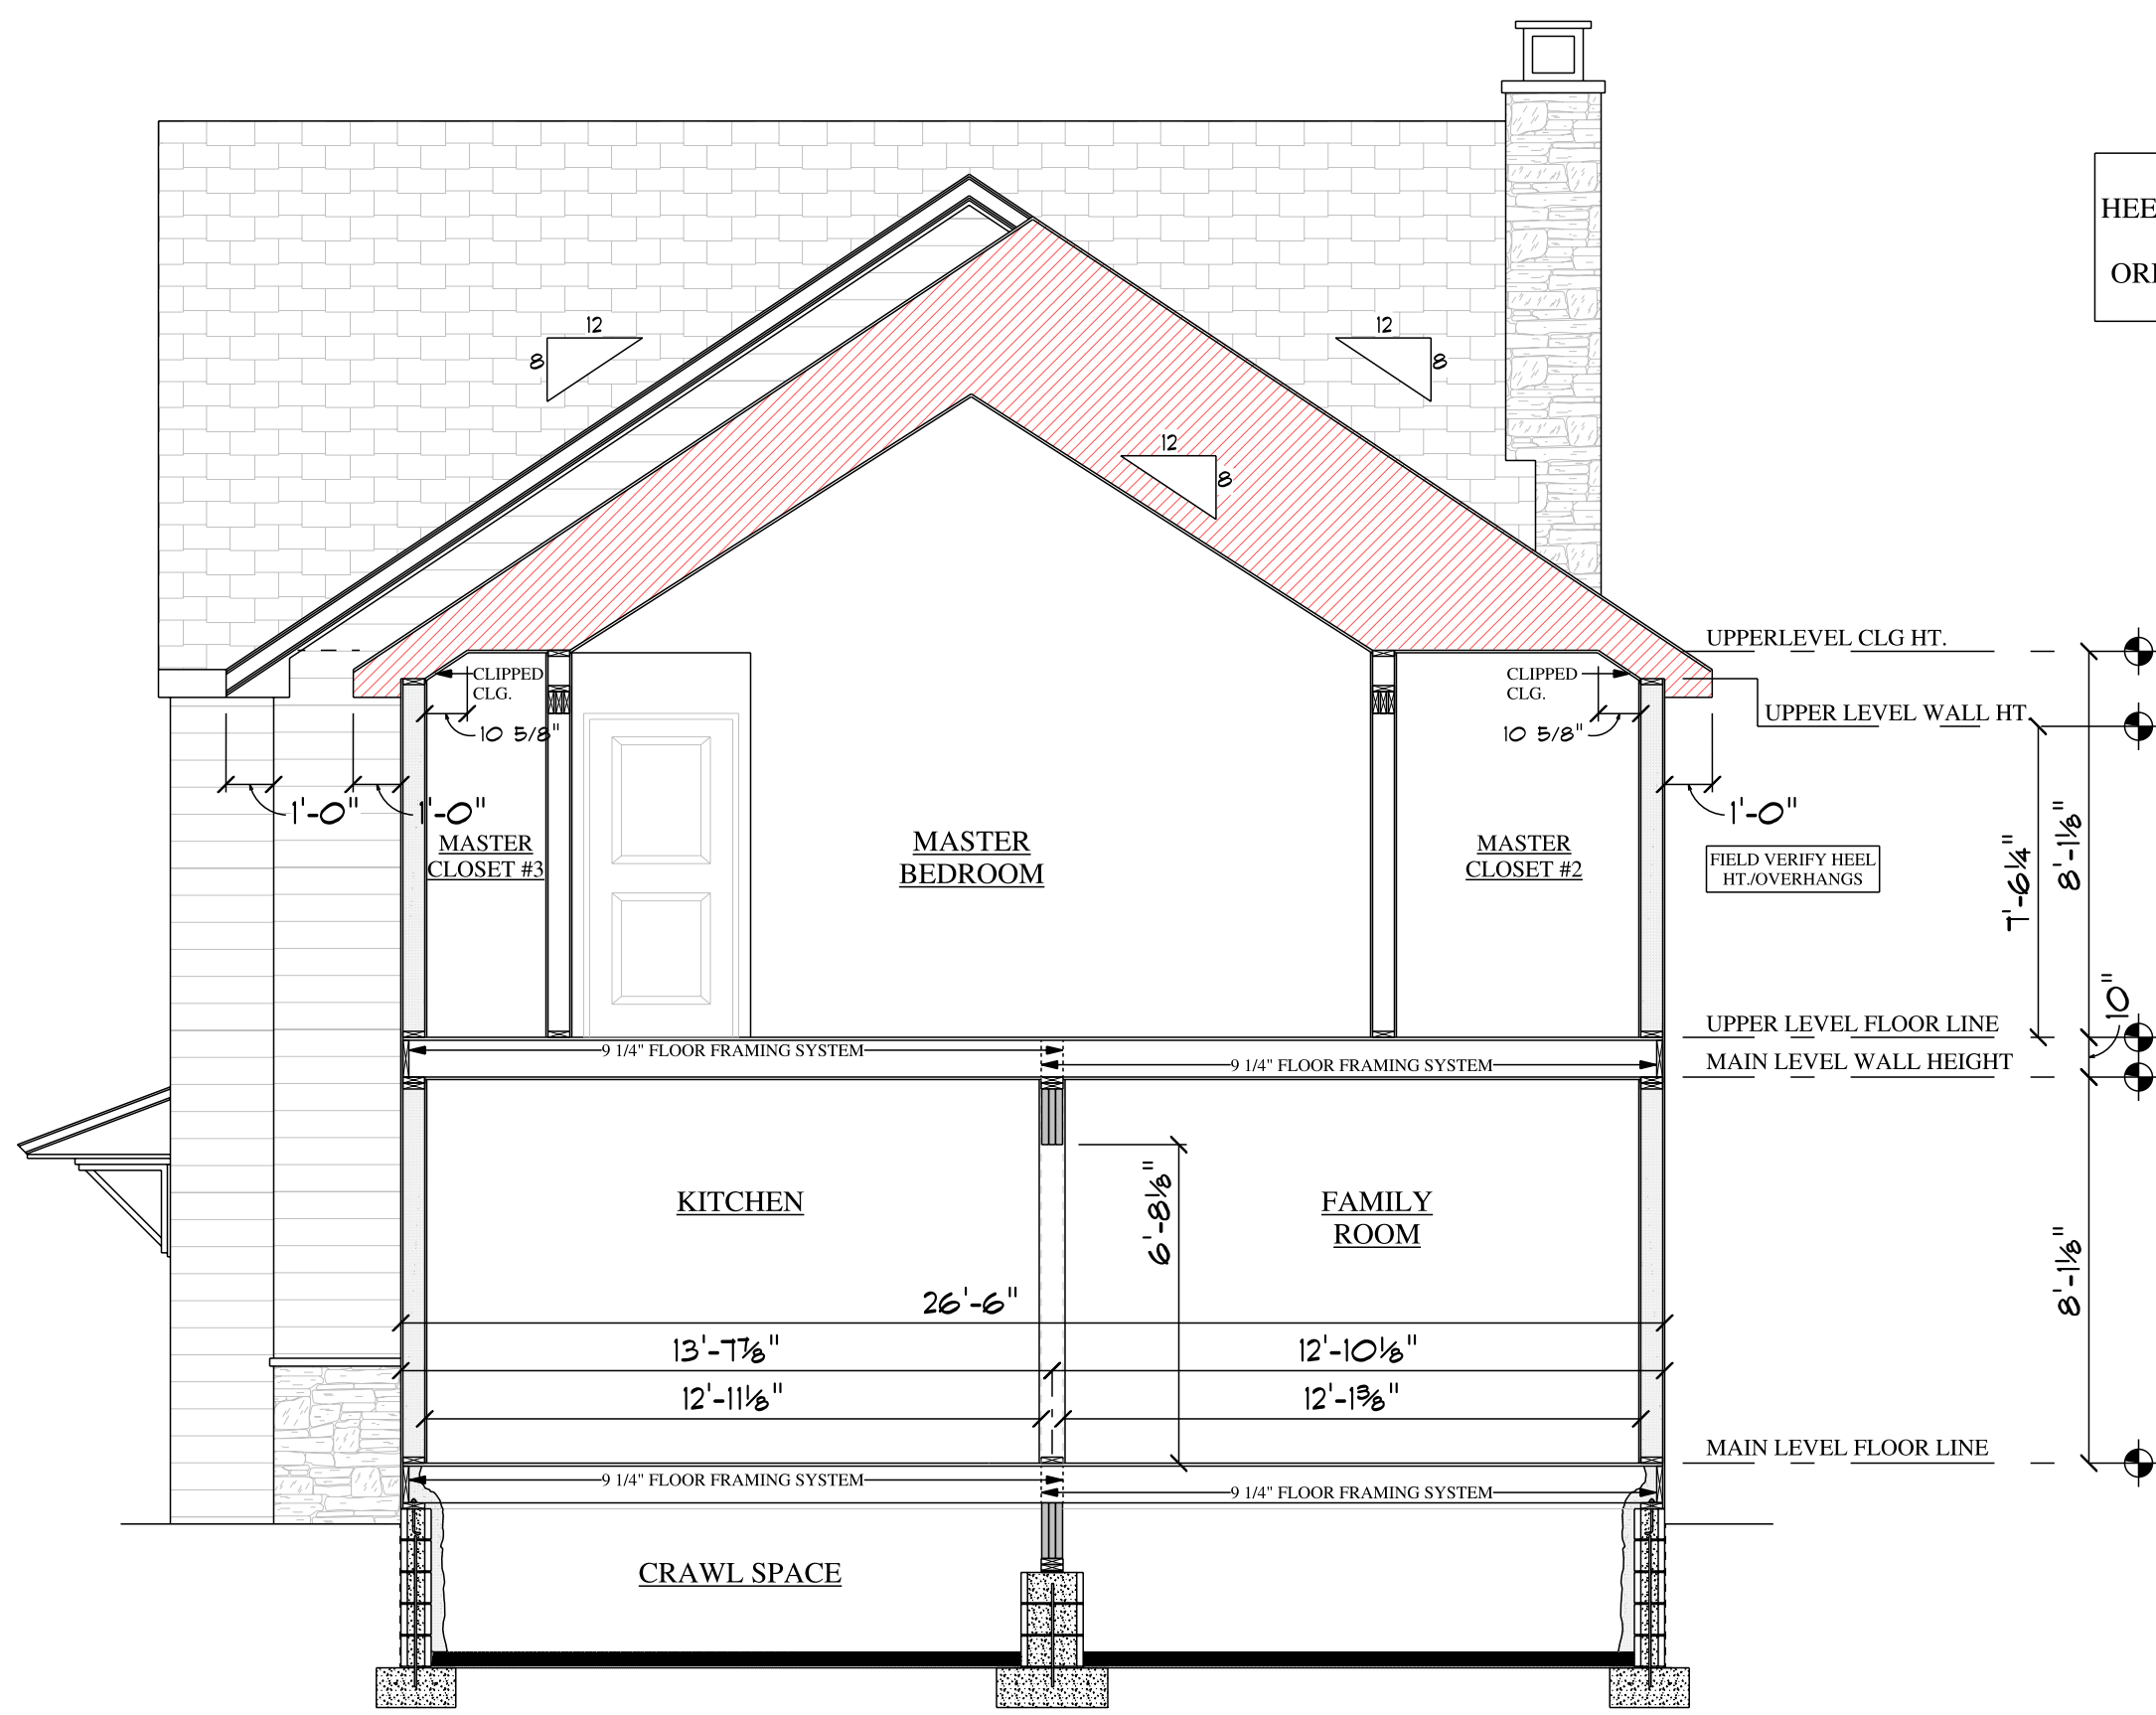 HEE
ORI
12
8
12
8
12
8
UPPERLEVEL CLG HT.
CLIPPED
CLG.
CLIPPED
CLG.
UPPER LEVEL WALL HT.
10 5/8"
10 5/8"
1'-0"
1'-0"
1'-0"
MASTER
CLOSET #3
MASTER
BEDROOM
MASTER
CLOSET #2
FIELD VERIFY HEEL
HT./OVERHANGS
7'-6¼"
8'-1⅛"
10"
UPPER LEVEL FLOOR LINE
9 1/4" FLOOR FRAMING SYSTEM
9 1/4" FLOOR FRAMING SYSTEM
MAIN LEVEL WALL HEIGHT
KITCHEN
6'-8⅛"
FAMILY
ROOM
8'-1⅛"
26'-6"
13'-7⅞"
12'-10⅛"
12'-11⅛"
12'-1⅜"
MAIN LEVEL FLOOR LINE
9 1/4" FLOOR FRAMING SYSTEM
9 1/4" FLOOR FRAMING SYSTEM
CRAWL SPACE